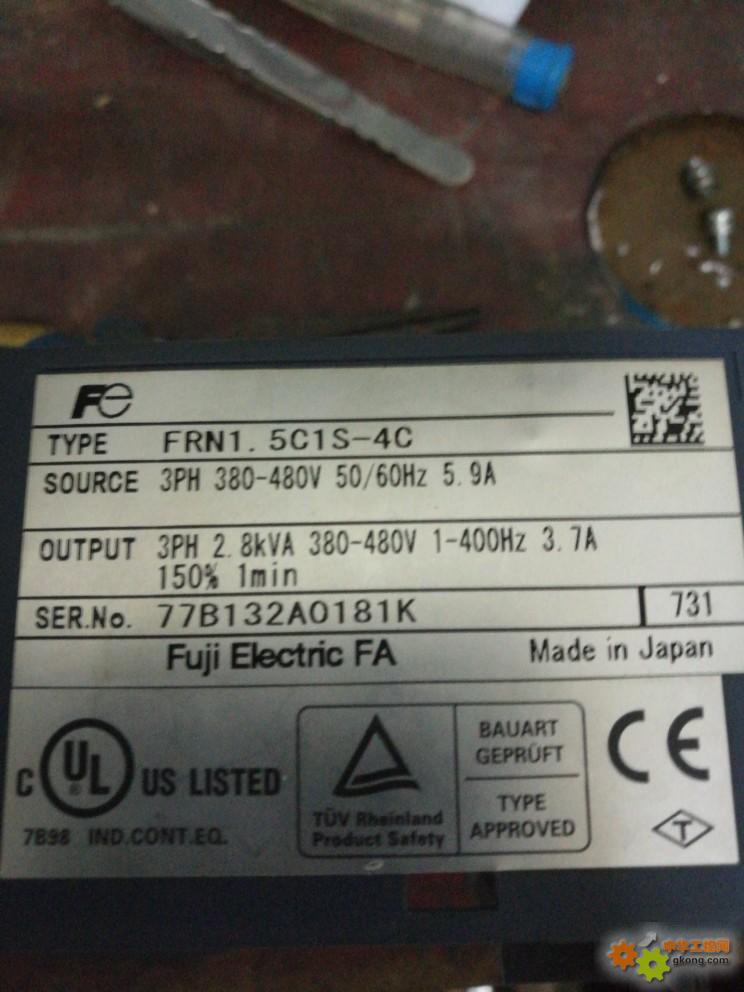 Fe
TYPE FRN1.5C1S-4C
SOURCE 3PH 380-480V 50/60Hz 5.9A
OUTPUT 3PH 2.8kVA 380-480V 1-400Hz 3.7A
150% 1min
SER.No. 77B132A0181K 731
Fuji Electric FA Made in Japan
C UL ® US LISTED
7B98 IND.CONT.EQ.
TÜV Rheinland
Product Safety
BAUART
GEPRÜFT
TYPE
APPROVED
CE
T
中华工控网
gkong.com